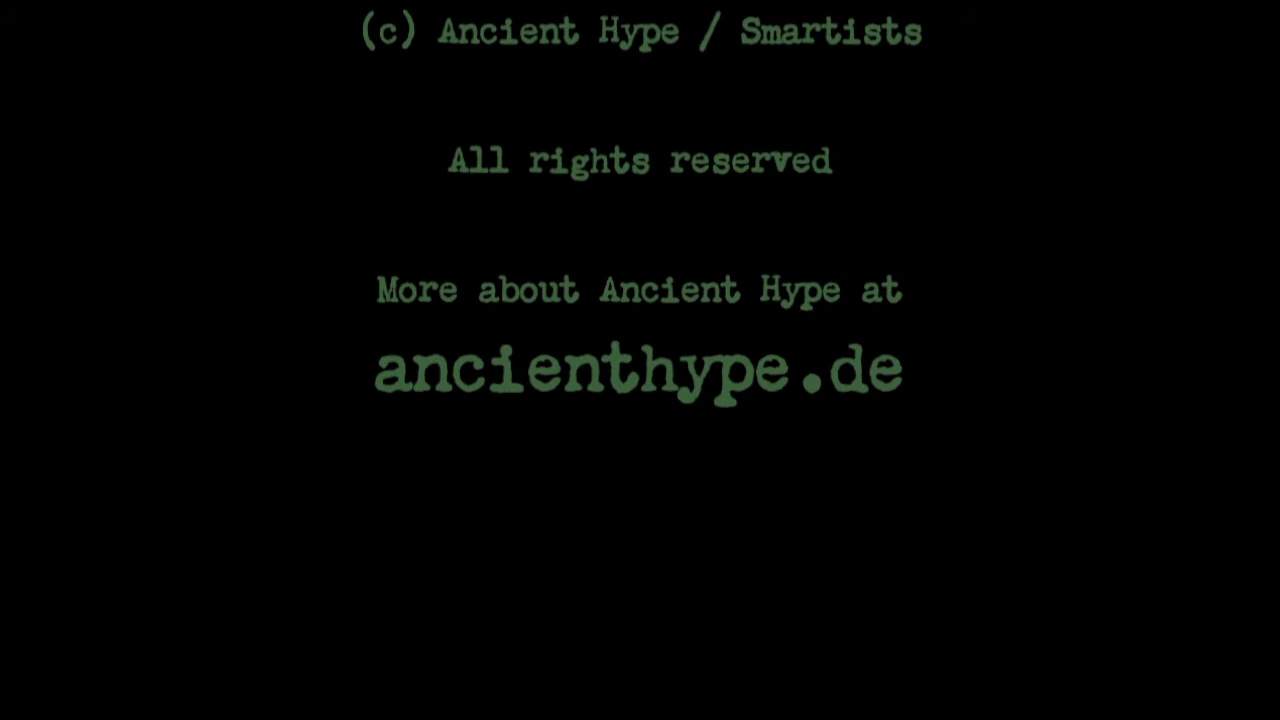 (c) Ancient Hype / Smartists
All rights reserved
More about Ancient Hype at
ancienthype.de